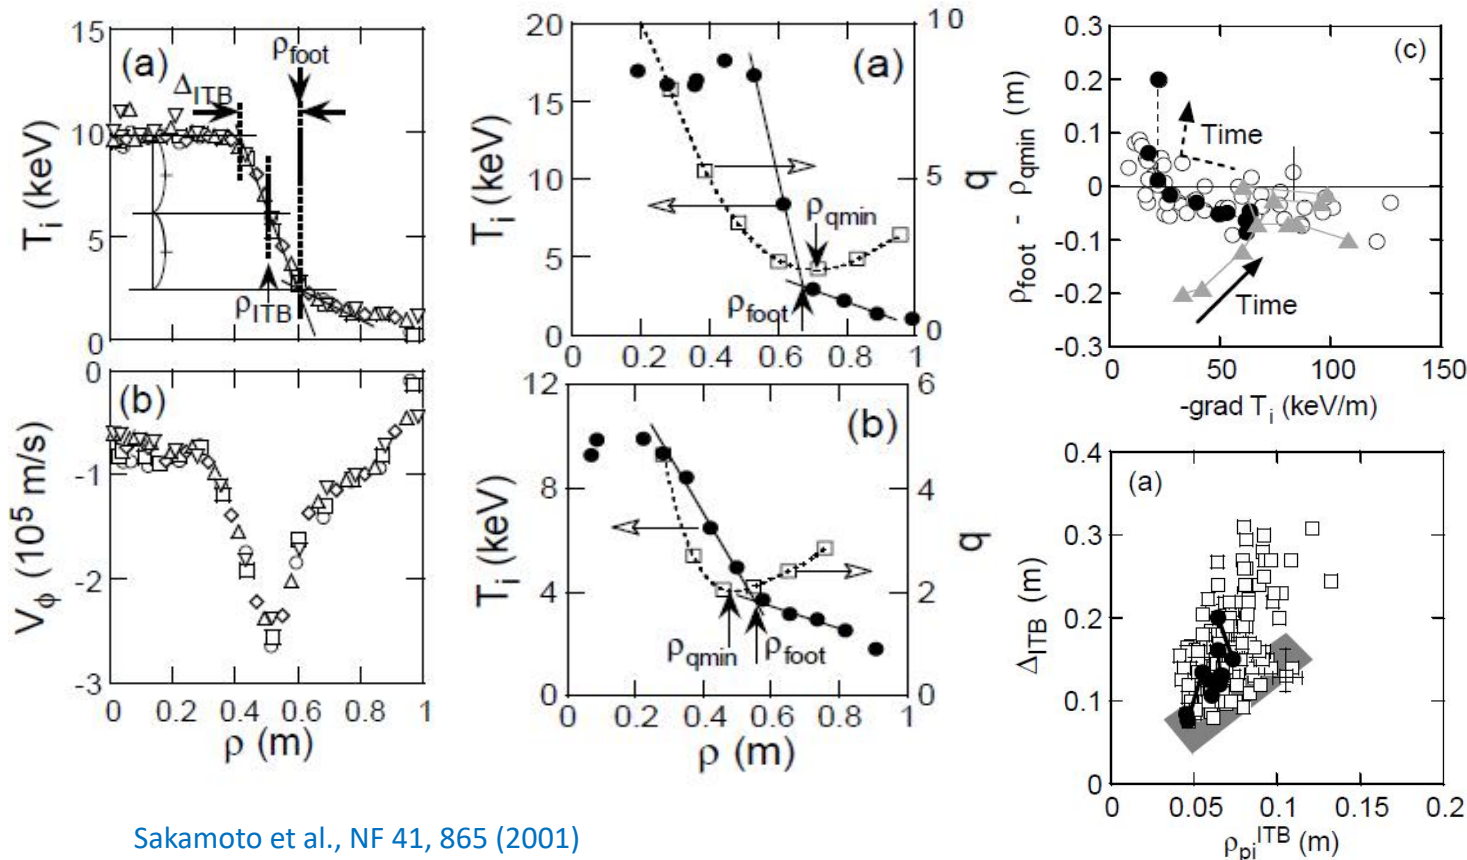 15
(a)
ρfoot
ΔITB
10
Ti (keV)
5
ρITB
0
0
(b)
-1
Vϕ (10^5 m/s)
-2
-3
0 0.2 0.4 0.6 0.8 1
ρ (m)
20
10
(a)
15
Ti (keV)
10
5
q
ρqmin
5
ρfoot
0
0
0 0.2 0.4 0.6 0.8 1
12
6
(b)
8
4
Ti (keV)
q
4
2
ρqmin
ρfoot
0
0
0 0.2 0.4 0.6 0.8 1
ρ (m)
0.3
(c)
0.2
ρfoot - ρqmin (m)
0.1
Time
0
-0.1
-0.2
Time
-0.3
0 50 100 150
-grad Ti (keV/m)
0.4
(a)
0.3
ΔITB (m)
0.2
0.1
0
0 0.05 0.1 0.15 0.2
ρpi^ITB (m)
Sakamoto et al., NF 41, 865 (2001)